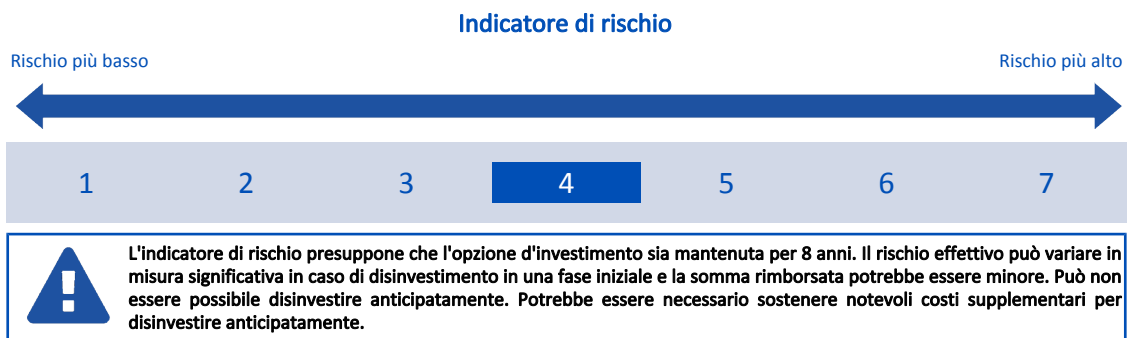 Indicatore di rischio
Rischio più basso
Rischio più alto
1 2 3 4 5 6 7
L'indicatore di rischio presuppone che l'opzione d'investimento sia mantenuta per 8 anni. Il rischio effettivo può variare in
misura significativa in caso di disinvestimento in una fase iniziale e la somma rimborsata potrebbe essere minore. Può non
essere possibile disinvestire anticipatamente. Potrebbe essere necessario sostenere notevoli costi supplementari per
disinvestire anticipatamente.